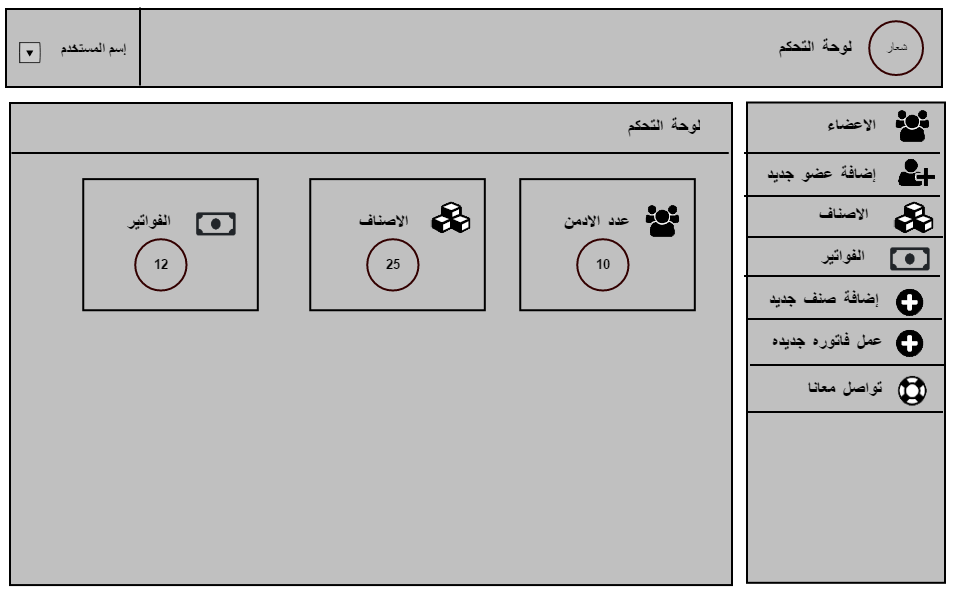 شعار
لوحة التحكم
إسم المستخدم
الاعضاء
إضافة عضو جديد
الاصناف
الفواتير
إضافة صنف جديد
عمل فاتوره جديده
تواصل معانا
لوحة التحكم
عدد الادمن
10
الاصناف
25
الفواتير
12